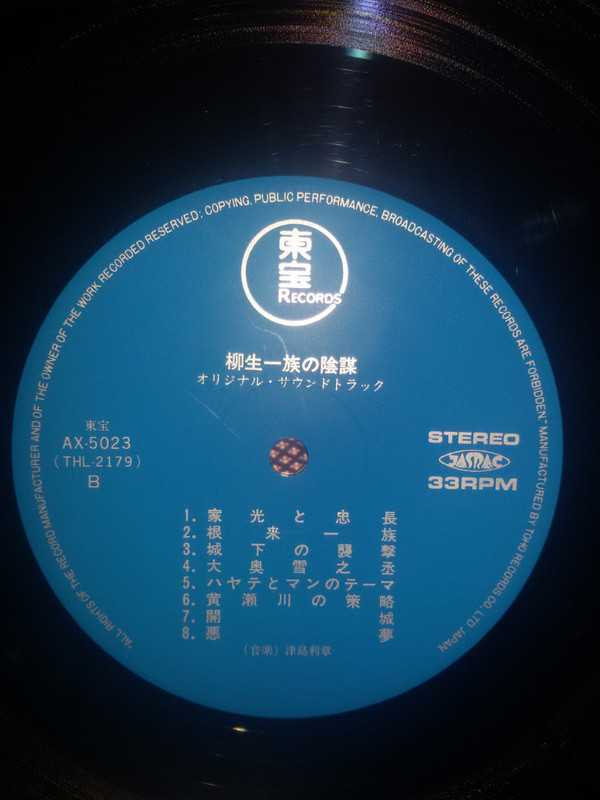 "ALL RIGHTS OF THE RECORD MANUFACTURER AND OF THE OWNER OF THE WORK RECORDED RESERVED; COPYING, PUBLIC PERFORMANCE, BROADCASTING OF THESE RECORDS ARE FORBIDDEN." MANUFACTURED BY TOHO RECORDS CO., LTD JAPAN.
東宝
RECORDS
柳生一族の陰謀
オリジナル・サウンドトラック
東宝
AX-5023
(THL-2179)
B
STEREO
JASRAC
33RPM
1. 家光と忠長
2. 根来一族
3. 城下の襲撃
4. 大奥雪之丞
5. ハヤテとマンのテーマ
6. 黄瀬川の策略
7. 開城
8. 悪夢
(音楽) 津島利章